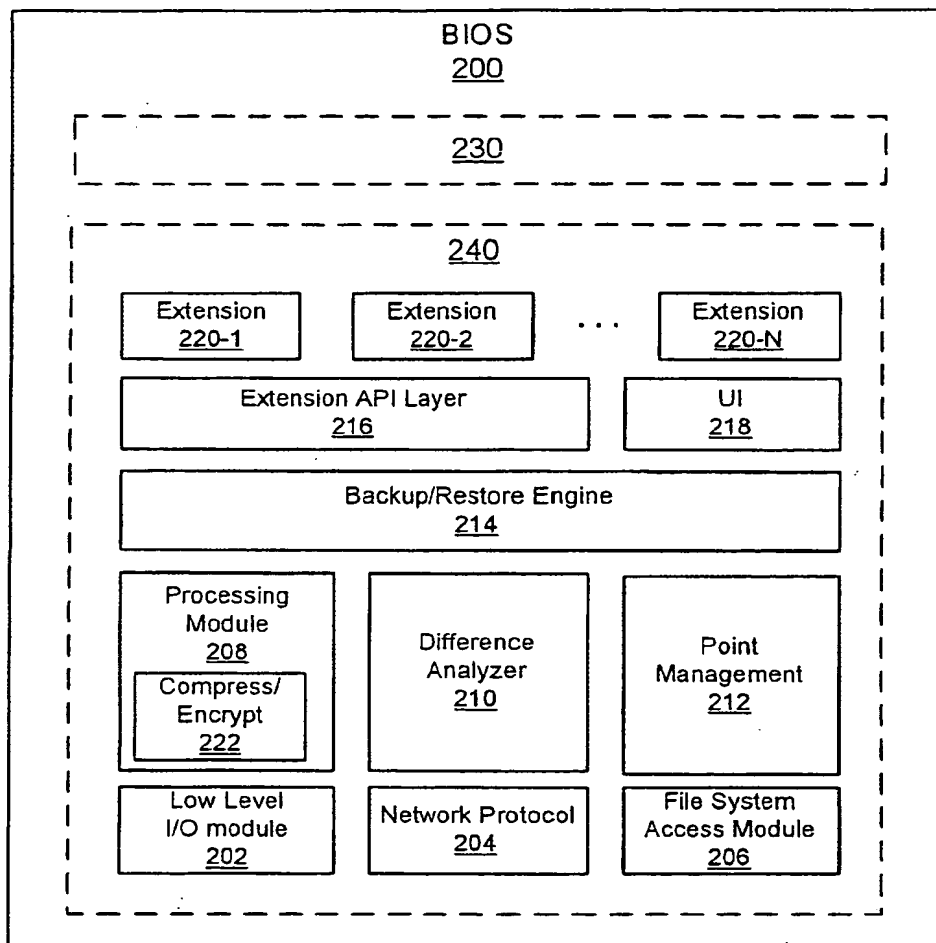 BIOS
200
230
240
Extension
220-1
Extension
220-2
. . .
Extension
220-N
Extension API Layer
216
UI
218
Backup/Restore Engine
214
Processing
Module
208
Compress/
Encrypt
222
Difference
Analyzer
210
Point
Management
212
Low Level
I/O module
202
Network Protocol
204
File System
Access Module
206